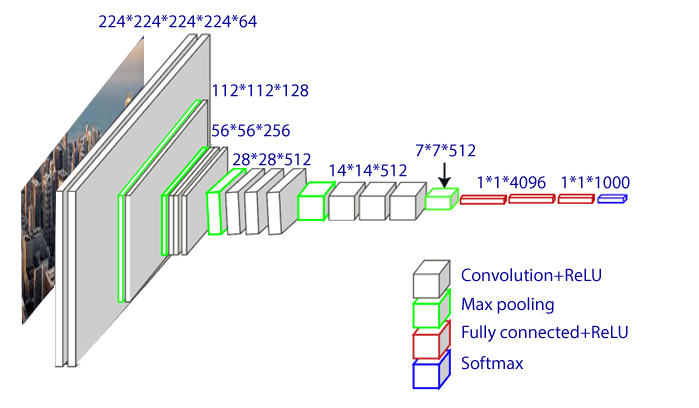 224*224*224*224*64
112*112*128
56*56*256
28*28*512
14*14*512
7*7*512
1*1*4096
1*1*1000
Convolution+ReLU
Max pooling
Fully connected+ReLU
Softmax